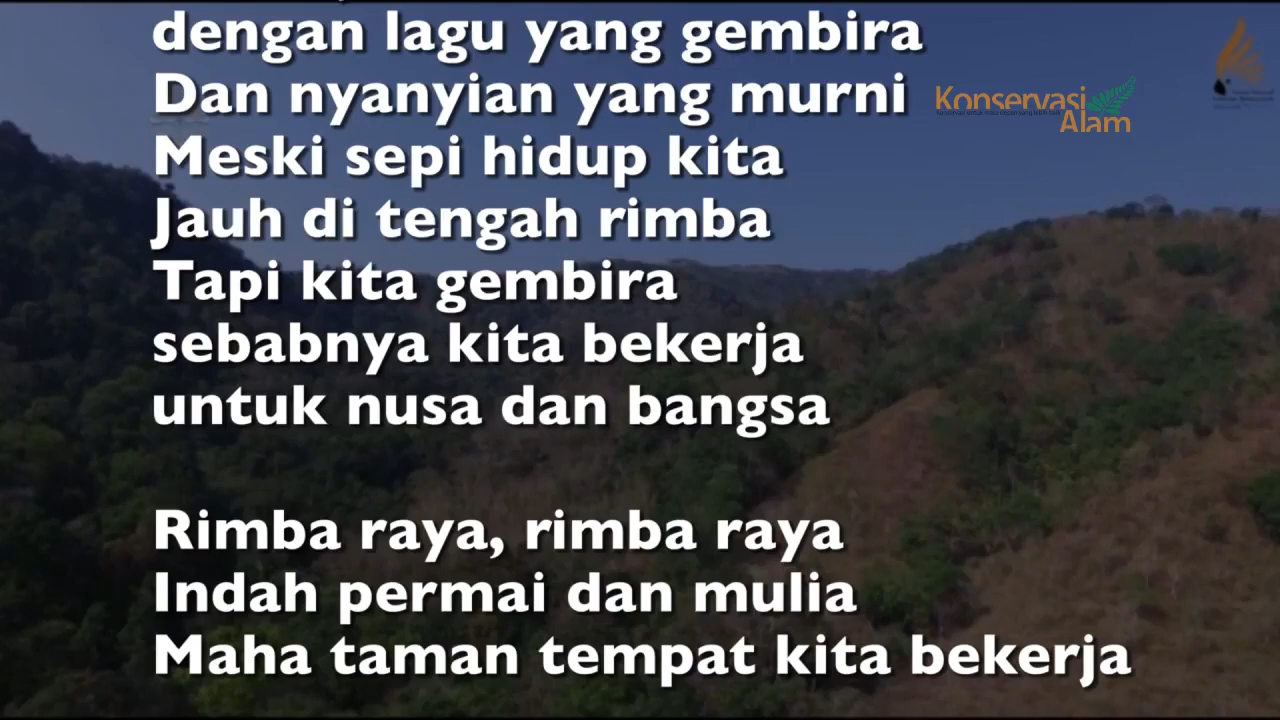 dengan lagu yang gembira
Dan nyanyian yang murni
Konservasi
Alam
Meski sepi hidup kita
Jauh di tengah rimba
Tapi kita gembira
sebabnya kita bekerja
untuk nusa dan bangsa
Rimba raya, rimba raya
Indah permai dan mulia
Maha taman tempat kita bekerja